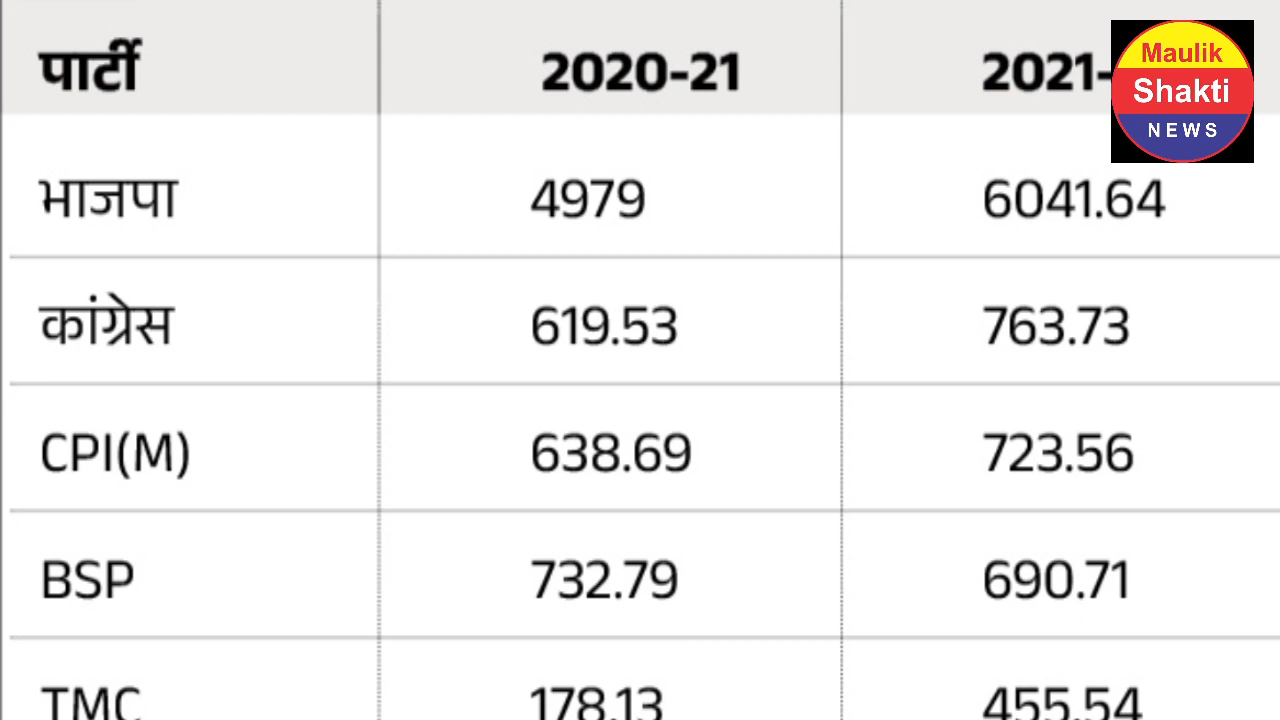 पार्टी 2020-21 2021-
Maulik
Shakti
NEWS
भाजपा 4979 6041.64
कांग्रेस 619.53 763.73
CPI(M) 638.69 723.56
BSP 732.79 690.71
TMC 178.13 455.54